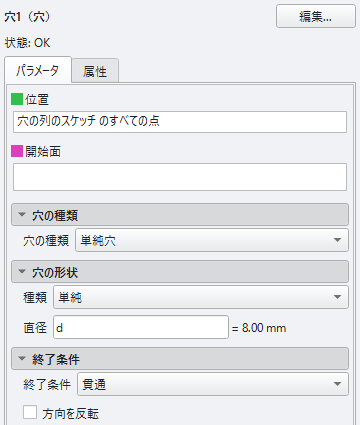 穴1（穴）
編集...
状態: OK
パラメータ
属性
位置
穴の列のスケッチ のすべての点
開始面
穴の種類
穴の種類 単純穴
穴の形状
種類 単純
直径 d = 8.00 mm
終了条件
終了条件 貫通
方向を反転